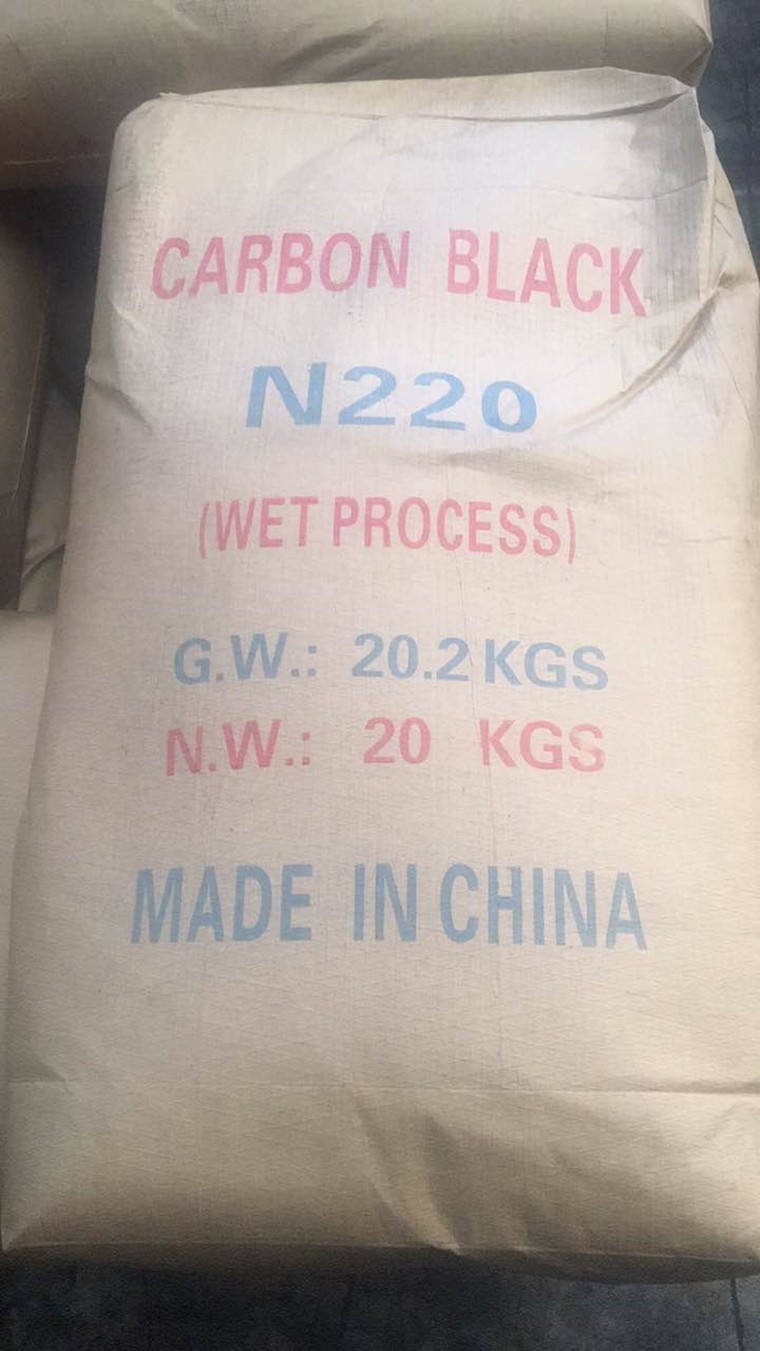 CARBON BLACK
N220
(WET PROCESS)
G.W.: 20.2 KGS
N.W.: 20 KGS
MADE IN CHINA